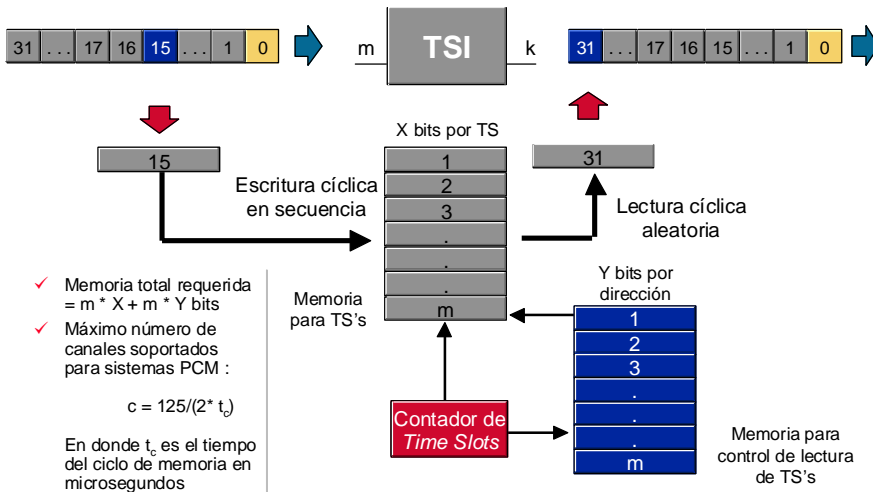 31 . . . 17 16 15 . . . 1 0
m TSI k
31 . . . 17 16 15 . . . 1 0
X bits por TS
15
31
Escritura cíclica
en secuencia
1
2
3
.
.
.
m
Lectura cíclica
aleatoria
Memoria
para TS's
Y bits por
dirección
1
2
3
.
.
.
m
✓ Memoria total requerida
= m * X + m * Y bits
✓ Máximo número de
canales soportados
para sistemas PCM :
c = 125/(2* tc)
En donde tc es el tiempo
del ciclo de memoria en
microsegundos
Contador de
Time Slots
Memoria para
control de lectura
de TS's